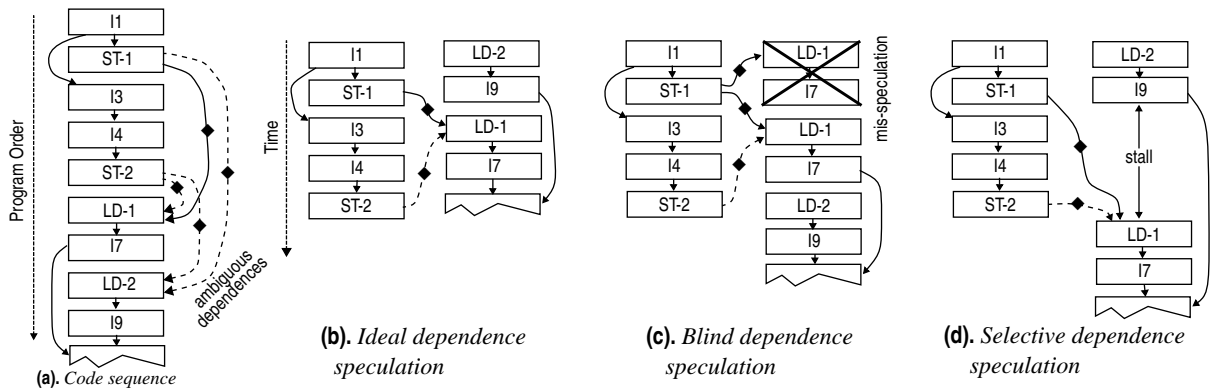 Program Order
I1
ST-1
I3
I4
ST-2
LD-1
I7
LD-2
I9
ambiguous
dependences
(a). Code sequence
Time
I1
ST-1
I3
I4
ST-2
LD-2
I9
LD-1
I7
(b). Ideal dependence
speculation
I1
ST-1
I3
I4
ST-2
LD-1
I7
LD-1
I7
LD-2
I9
mis-speculation
(c). Blind dependence
speculation
I1
ST-1
I3
I4
ST-2
LD-2
I9
stall
LD-1
I7
(d). Selective dependence
speculation